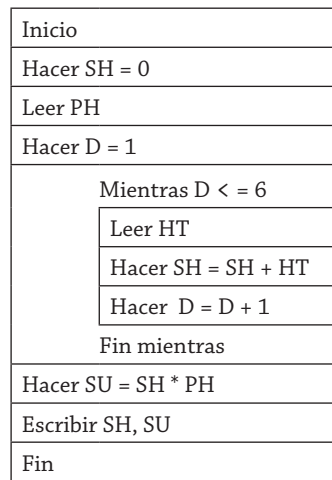 Inicio
Hacer SH = 0
Leer PH
Hacer D = 1
Mientras D < = 6
Leer HT
Hacer SH = SH + HT
Hacer D = D + 1
Fin mientras
Hacer SU = SH * PH
Escribir SH, SU
Fin